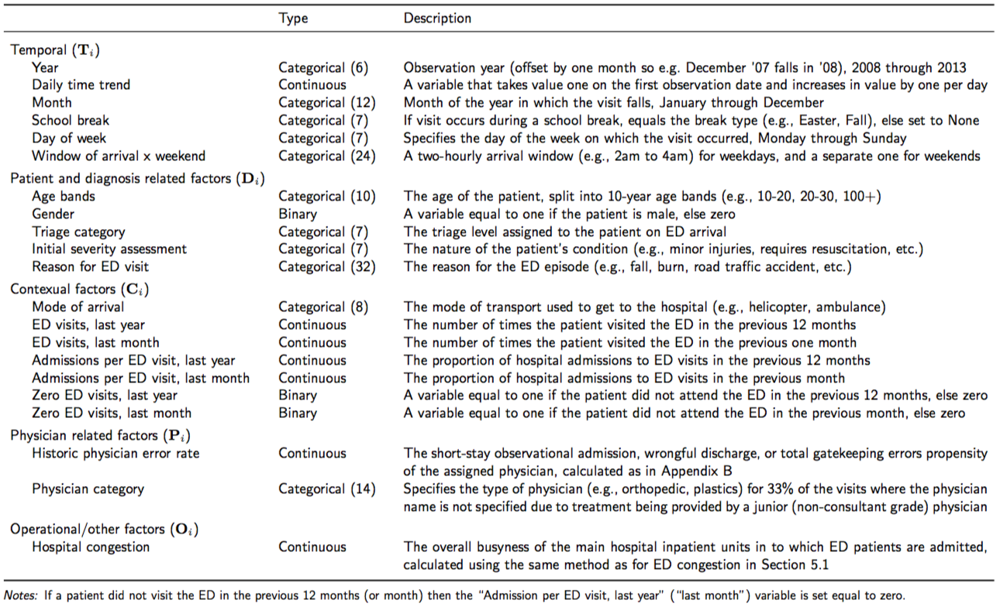 Type Description
Temporal (Ti)
Year Categorical (6) Observation year (offset by one month so e.g. December '07 falls in '08), 2008 through 2013
Daily time trend Continuous A variable that takes value one on the first observation date and increases in value by one per day
Month Categorical (12) Month of the year in which the visit falls, January through December
School break Categorical (7) If visit occurs during a school break, equals the break type (e.g., Easter, Fall), else set to None
Day of week Categorical (7) Specifies the day of the week on which the visit occurred, Monday through Sunday
Window of arrival x weekend Categorical (24) A two-hourly arrival window (e.g., 2am to 4am) for weekdays, and a separate one for weekends
Patient and diagnosis related factors (Di)
Age bands Categorical (10) The age of the patient, split into 10-year age bands (e.g., 10-20, 20-30, 100+)
Gender Binary A variable equal to one if the patient is male, else zero
Triage category Categorical (7) The triage level assigned to the patient on ED arrival
Initial severity assessment Categorical (7) The nature of the patient's condition (e.g., minor injuries, requires resuscitation, etc.)
Reason for ED visit Categorical (32) The reason for the ED episode (e.g., fall, burn, road traffic accident, etc.)
Contexual factors (Ci)
Mode of arrival Categorical (8) The mode of transport used to get to the hospital (e.g., helicopter, ambulance)
ED visits, last year Continuous The number of times the patient visited the ED in the previous 12 months
ED visits, last month Continuous The number of times the patient visited the ED in the previous one month
Admissions per ED visit, last year Continuous The proportion of hospital admissions to ED visits in the previous 12 months
Admissions per ED visit, last month Continuous The proportion of hospital admissions to ED visits in the previous month
Zero ED visits, last year Binary A variable equal to one if the patient did not attend the ED in the previous 12 months, else zero
Zero ED visits, last month Binary A variable equal to one if the patient did not attend the ED in the previous month, else zero
Physician related factors (Pi)
Historic physician error rate Continuous The short-stay observational admission, wrongful discharge, or total gatekeeping errors propensity
of the assigned physician, calculated as in Appendix B
Physician category Categorical (14) Specifies the type of physician (e.g., orthopedic, plastics) for 33% of the visits where the physician
name is not specified due to treatment being provided by a junior (non-consultant grade) physician
Operational/other factors (Oi)
Hospital congestion Continuous The overall busyness of the main hospital inpatient units in to which ED patients are admitted,
calculated using the same method as for ED congestion in Section 5.1
Notes: If a patient did not visit the ED in the previous 12 months (or month) then the “Admission per ED visit, last year” (“last month”) variable is set equal to zero.